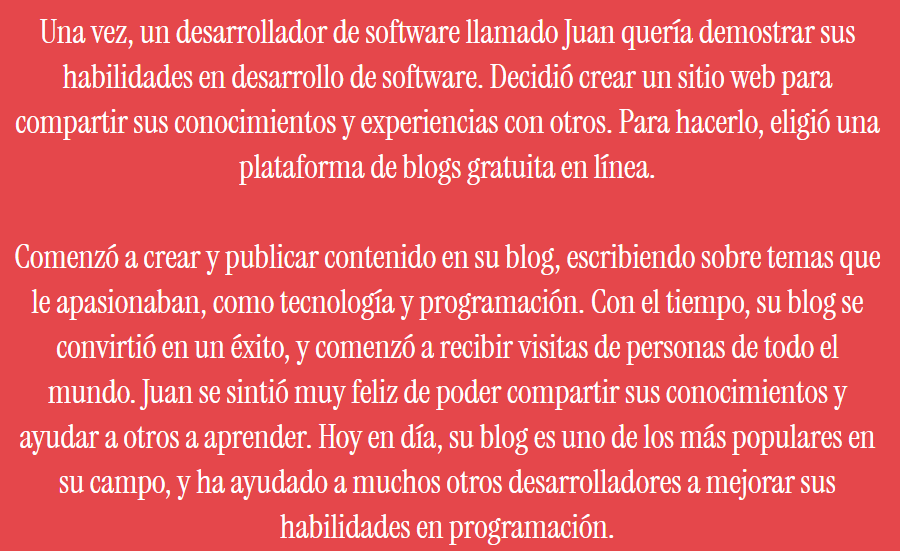 Una vez, un desarrollador de software llamado Juan quería demostrar sus
habilidades en desarrollo de software. Decidió crear un sitio web para
compartir sus conocimientos y experiencias con otros. Para hacerlo, eligió una
plataforma de blogs gratuita en línea.
Comenzó a crear y publicar contenido en su blog, escribiendo sobre temas que
le apasionaban, como tecnología y programación. Con el tiempo, su blog se
convirtió en un éxito, y comenzó a recibir visitas de personas de todo el
mundo. Juan se sintió muy feliz de poder compartir sus conocimientos y
ayudar a otros a aprender. Hoy en día, su blog es uno de los más populares en
su campo, y ha ayudado a muchos otros desarrolladores a mejorar sus
habilidades en programación.